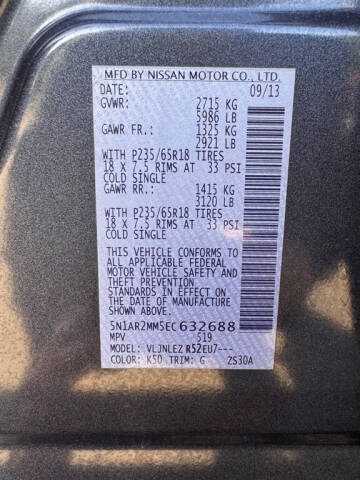 MFD BY NISSAN MOTOR CO., LTD.
DATE: 09/13
GVWR: 2715 KG
5986 LB
GAWR FR.: 1325 KG
2921 LB
WITH P235/65R18 TIRES
18 X 7.5 RIMS AT 33 PSI
COLD SINGLE
GAWR RR.: 1415 KG
3120 LB
WITH P235/65R18 TIRES
18 X 7.5 RIMS AT 33 PSI
COLD SINGLE
THIS VEHICLE CONFORMS TO
ALL APPLICABLE FEDERAL
MOTOR VEHICLE SAFETY AND
THEFT PREVENTION
STANDARDS IN EFFECT ON
THE DATE OF MANUFACTURE
SHOWN ABOVE.
5N1AR2MM5EC632688
MPV S19
MODEL: VLJNLEZ R52EU7---
COLOR: K50 TRIM: G 2S30A